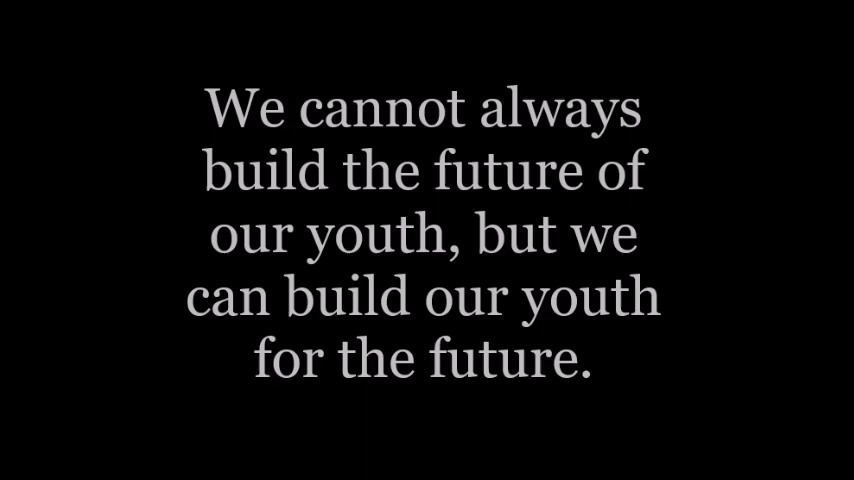 We cannot always
build the future of
our youth, but we
can build our youth
for the future.